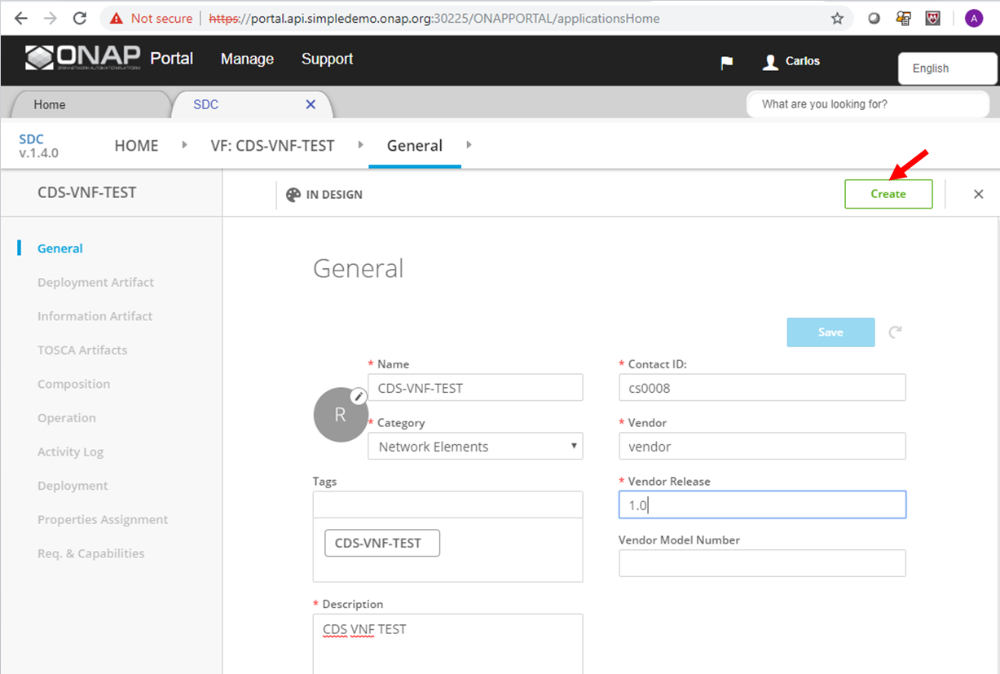 Not secure https://portal.api.simpledemo.onap.org:30225/ONAPPORTAL/applicationsHome A
ONAP Portal Manage Support Carlos English
OPEN NETWORK AUTOMATION PLATFORM
Home SDC What are you looking for?
SDC
v.1.4.0
HOME VF: CDS-VNF-TEST General
CDS-VNF-TEST IN DESIGN Create
General
Deployment Artifact
Information Artifact
TOSCA Artifacts
Composition
Operation
Activity Log
Deployment
Properties Assignment
Req. & Capabilities
General
Save
* Name
CDS-VNF-TEST
R
* Category
Network Elements
Tags
CDS-VNF-TEST
* Description
CDS VNF TEST
* Contact ID:
cs0008
* Vendor
vendor
* Vendor Release
1.0
Vendor Model Number